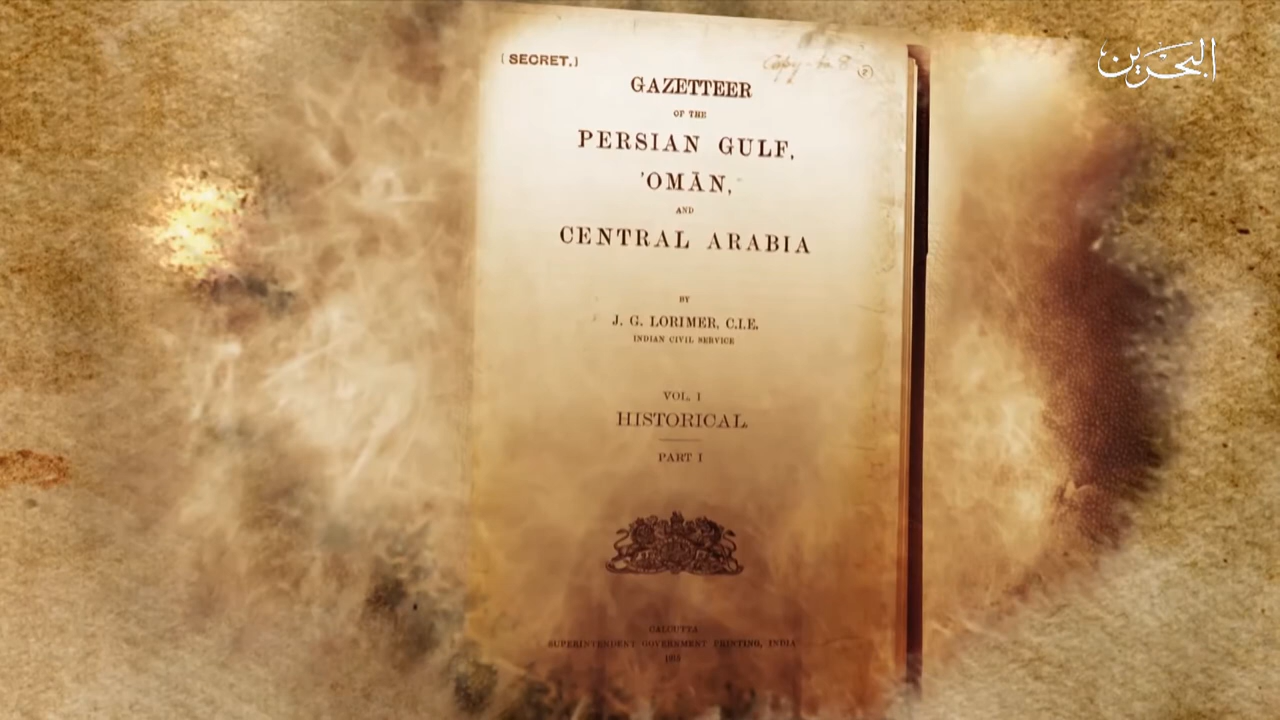 البحرين
(SECRET.)
GAZETTEER
OF THE
PERSIAN GULF,
'OMĀN,
AND
CENTRAL ARABIA
BY
J. G. LORIMER, C.I.E.
INDIAN CIVIL SERVICE
VOL. I
HISTORICAL
PART I
CALCUTTA
SUPERINTENDENT GOVERNMENT PRINTING, INDIA